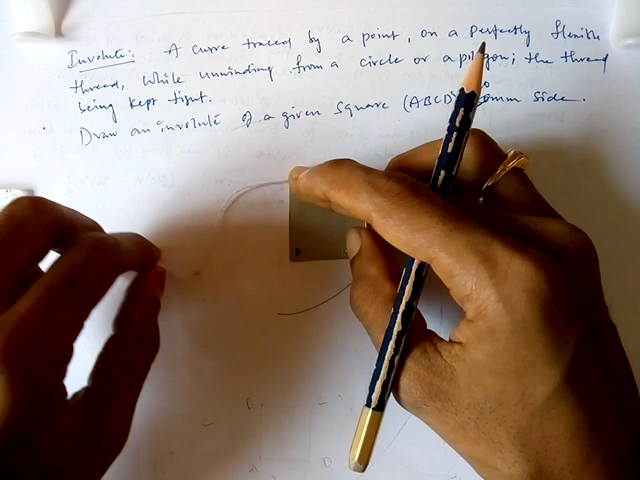 Involute: A curve traced by a point, on a perfectly flexible
thread, while unwinding from a circle or a polygon; the thread
being kept tight.
Draw an involute of a given square (ABCD) side.